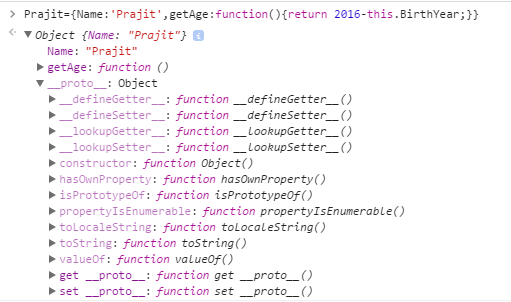 > Prajit={Name:'Prajit',getAge:function(){return 2016-this.BirthYear;}}
Object {Name: "Prajit"} i
Name: "Prajit"
getAge: function ()
__proto__: Object
__defineGetter__: function __defineGetter__()
__defineSetter__: function __defineSetter__()
__lookupGetter__: function __lookupGetter__()
__lookupSetter__: function __lookupSetter__()
constructor: function Object()
hasOwnProperty: function hasOwnProperty()
isPrototypeOf: function isPrototypeOf()
propertyIsEnumerable: function propertyIsEnumerable()
toLocaleString: function toLocaleString()
toString: function toString()
valueOf: function valueOf()
get __proto__: function get __proto__()
set __proto__: function set __proto__()